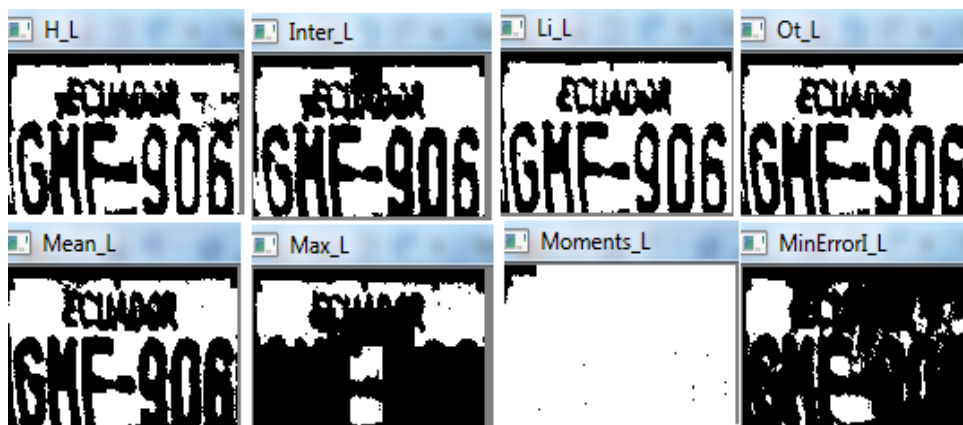 H_L
ECUADOR
GMF-906
Inter_L
ECUADOR
GMF-906
Li_L
ECUADOR
GMF-906
Ot_L
ECUADOR
GMF-906
Mean_L
ECUADOR
GMF-906
Max_L
ECUADOR
Moments_L
MinErrorI_L